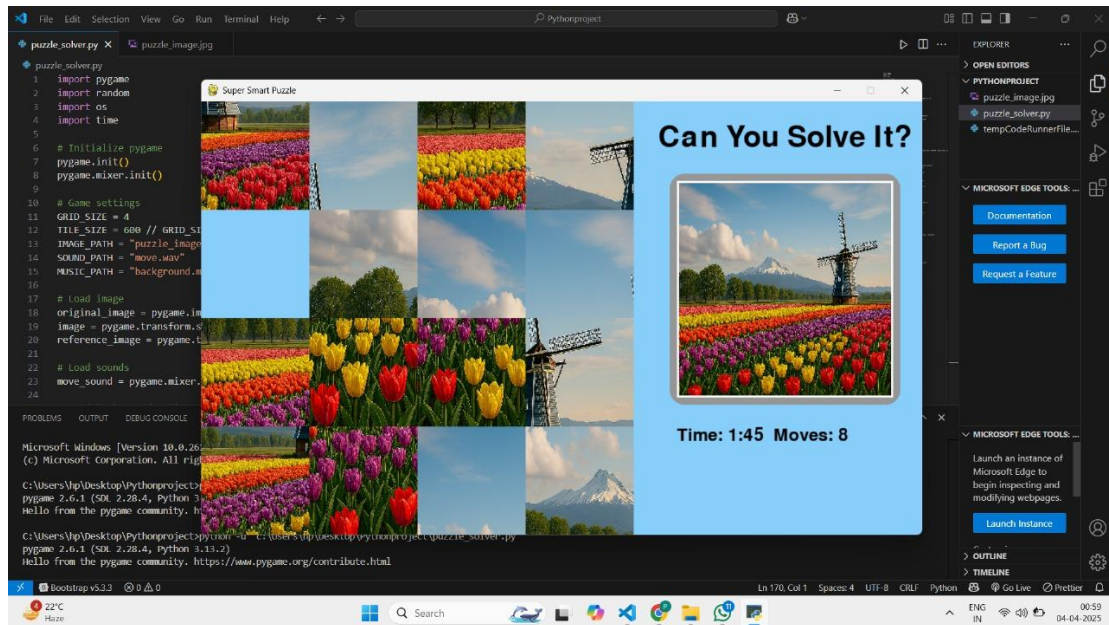 File Edit Selection View Go Run Terminal Help
Pythonproject
puzzle_solver.py
puzzle_image.jpg
puzzle_solver.py
1 import pygame
2 import random
3 import os
4 import time
5
6 # Initialize pygame
7 pygame.init()
8 pygame.mixer.init()
9
10 # Game settings
11 GRID_SIZE = 4
12 TILE_SIZE = 600 // GRID_SI
13 IMAGE_PATH = "puzzle_image
14 SOUND_PATH = "move.wav"
15 MUSIC_PATH = "background.m
16
17 # Load image
18 original_image = pygame.im
19 image = pygame.transform.s
20 reference_image = pygame.t
21
22 # Load sounds
23 move_sound = pygame.mixer.
24
Super Smart Puzzle
Can You Solve It?
Time: 1:45 Moves: 8
PROBLEMS OUTPUT DEBUG CONSOLE
Microsoft Windows [Version 10.0.26
(c) Microsoft Corporation. All rig
C:\Users\hp\Desktop\Pythonproject>
pygame 2.6.1 (SDL 2.28.4, Python 3
Hello from the pygame community. h
C:\Users\hp\Desktop\Pythonproject>python -u "c:\Users\hp\Desktop\Pythonproject\puzzle_solver.py
pygame 2.6.1 (SDL 2.28.4, Python 3.13.2)
Hello from the pygame community. https://www.pygame.org/contribute.html
EXPLORER
OPEN EDITORS
PYTHONPROJECT
puzzle_image.jpg
puzzle_solver.py
tempCodeRunnerFile....
MICROSOFT EDGE TOOLS: ...
Documentation
Report a Bug
Request a Feature
MICROSOFT EDGE TOOLS: ...
Launch an instance of
Microsoft Edge to
begin inspecting and
modifying webpages.
Launch Instance
OUTLINE
TIMELINE
Bootstrap v5.3.3 0 0
Ln 170, Col 1 Spaces: 4 UTF-8 CRLF Python Go Live Prettier
4 22°C
Haze
Search
ENG
IN
00:59
04-04-2025